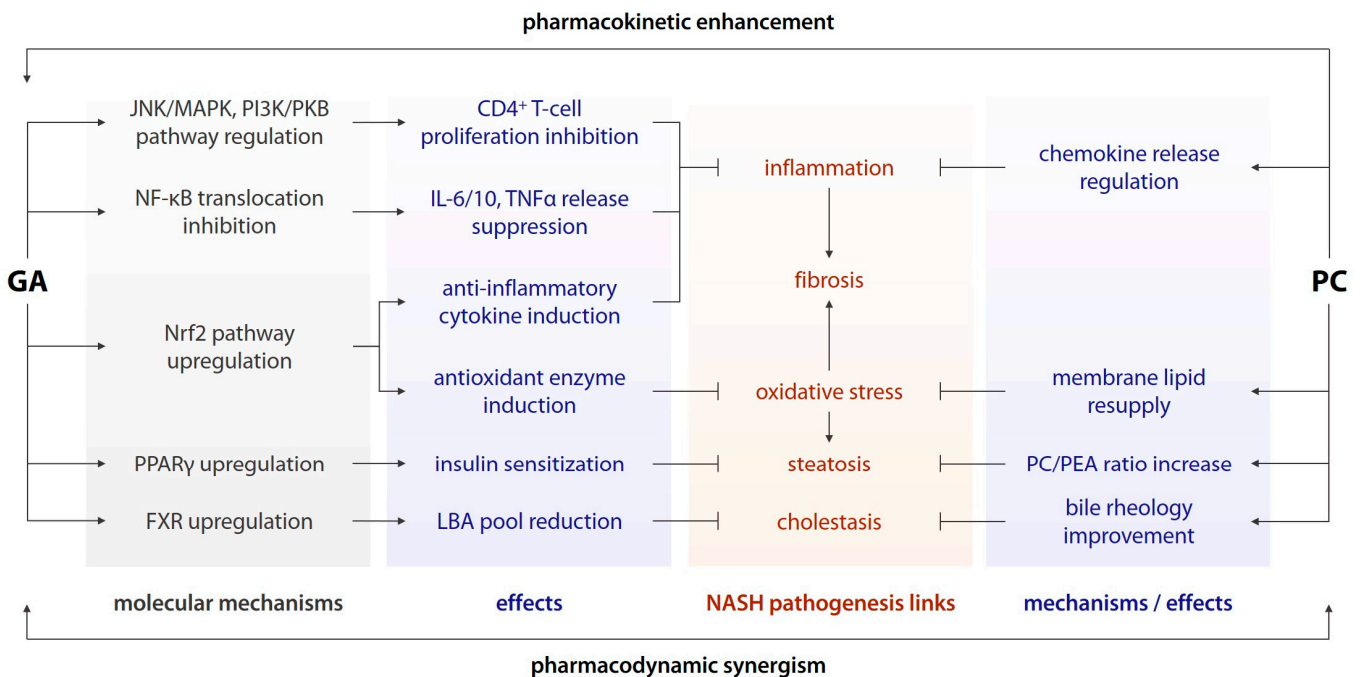 pharmacokinetic enhancement
JNK/MAPK, PI3K/PKB
pathway regulation
CD4⁺ T-cell
proliferation inhibition
inflammation
chemokine release
regulation
NF-κB translocation
inhibition
IL-6/10, TNFα release
suppression
GA
fibrosis
PC
anti-inflammatory
cytokine induction
Nrf2 pathway
upregulation
antioxidant enzyme
induction
oxidative stress
membrane lipid
resupply
PPARγ upregulation
insulin sensitization
steatosis
PC/PEA ratio increase
FXR upregulation
LBA pool reduction
cholestasis
bile rheology
improvement
molecular mechanisms
effects
NASH pathogenesis links
mechanisms / effects
pharmacodynamic synergism